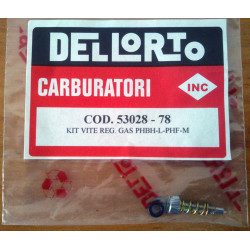 DELLORTO
CARBURATORI
INC
COD. 53028 - 78
KIT VITE REG. GAS PHBH-L-PHF-M